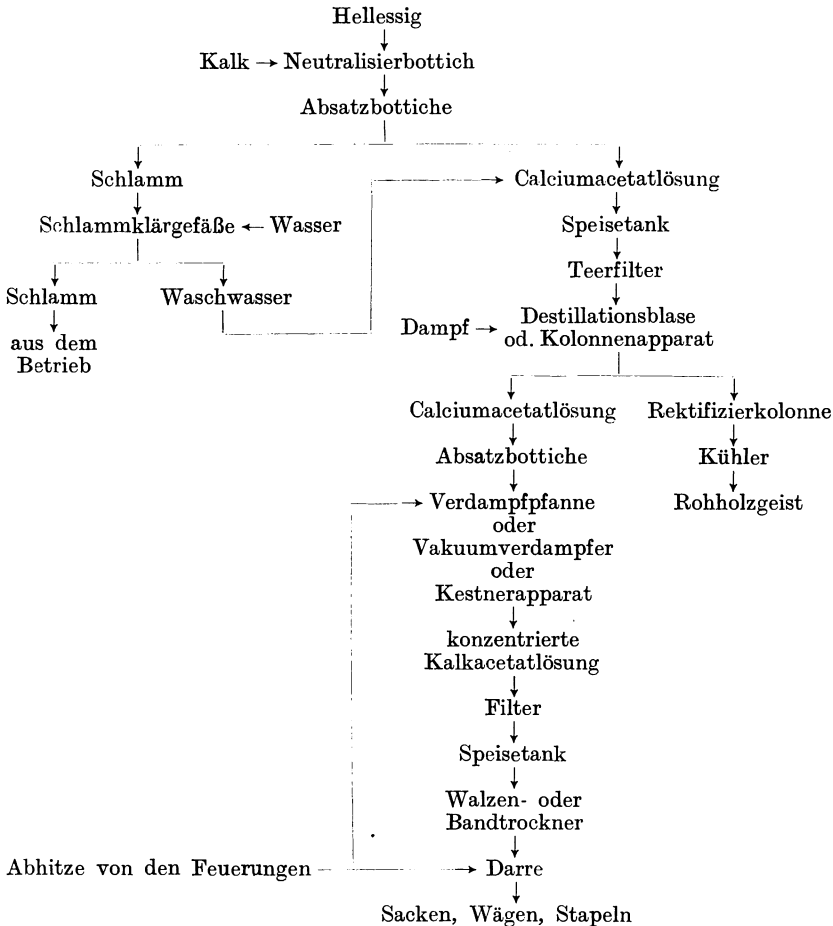 Hellessig
Kalk → Neutralisierbottich
Absatzbottiche
Schlamm
Calciumacetatlösung
Schlammklärgefäße ← Wasser
Speisetank
Teerfilter
Schlamm
Waschwasser
aus dem
Betrieb
Dampf →
Destillationsblase
od. Kolonnenapparat
Calciumacetatlösung
Rektifizierkolonne
Absatzbottiche
Kühler
Verdampfpfanne
Rohholzgeist
oder
Vakuumverdampfer
oder
Kestnerapparat
konzentrierte
Kalkacetatlösung
Filter
Speisetank
Walzen- oder
Bandtrockner
Abhitze von den Feuerungen → Darre
Sacken, Wägen, Stapeln